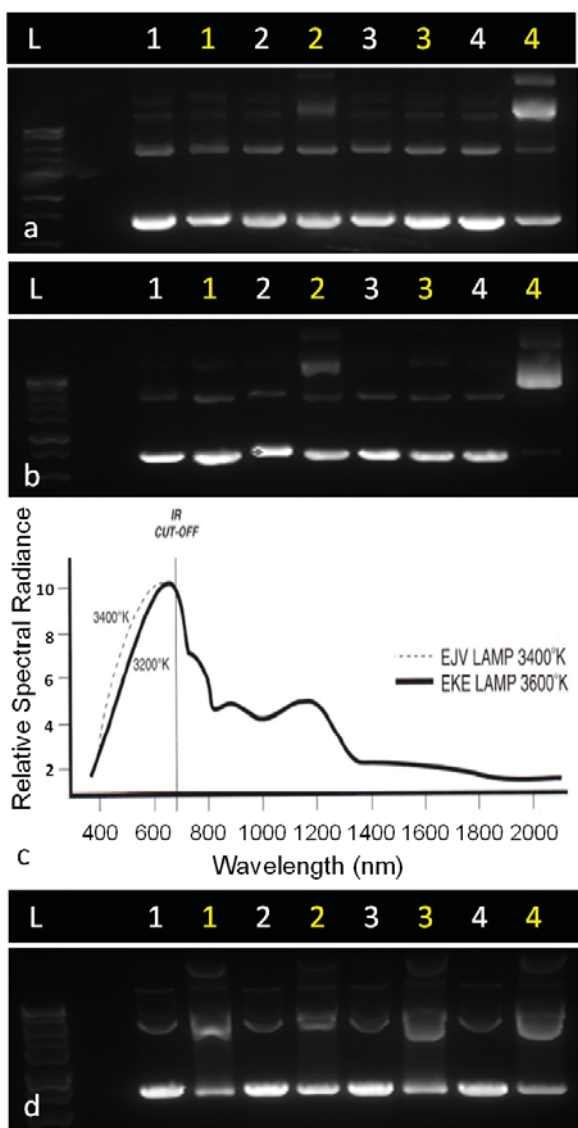 L 1 1 2 2 3 3 4 4
a
L 1 1 2 2 3 3 4 4
b
IR
CUT-OFF
Relative Spectral Radiance
10
8
6
4
2
3400°K
3200°K
EJV LAMP 3400°K
EKE LAMP 3600°K
400 600 800 1000 1200 1400 1600 1800 2000
c
Wavelength (nm)
L 1 1 2 2 3 3 4 4
d